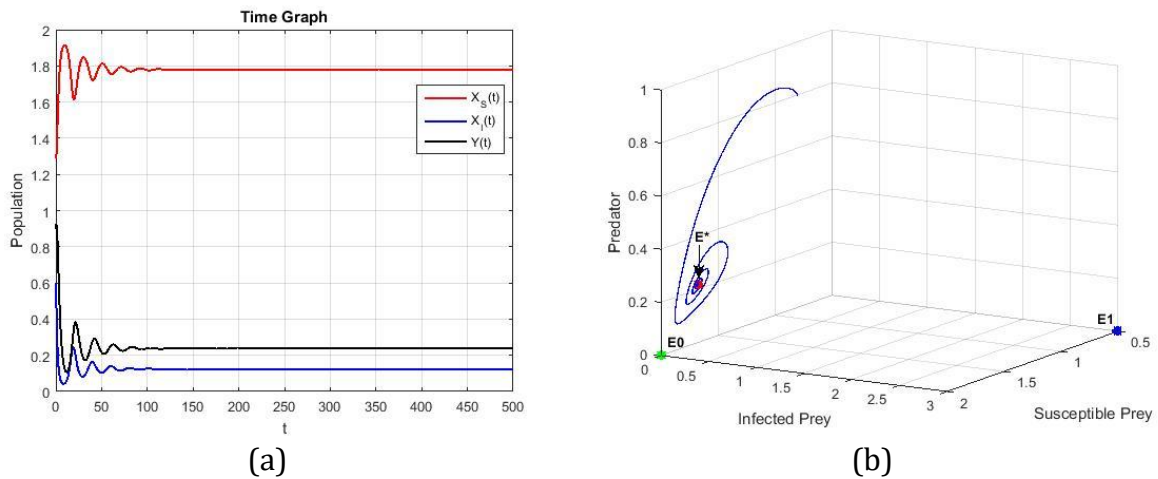 Time Graph
2
1.8
1.6
1.4
1.2
1
0.8
0.6
0.4
0.2
0
Population
X_S(t)
X_I(t)
Y(t)
0 50 100 150 200 250 300 350 400 450 500
t
(a)
1
0.8
0.6
0.4
0.2
0
Predator
E*
E0
E1
0 0.5 1 1.5 2 2.5 3
Infected Prey
0.5
1
1.5
2
Susceptible Prey
(b)